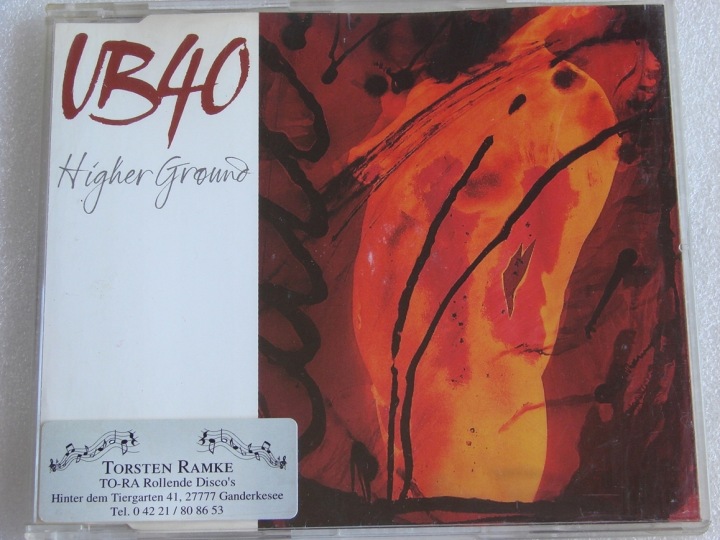 UB40
Higher Ground
TORSTEN RAMKE
TO-RA Rollende Disco's
Hinter dem Tiergarten 41, 27777 Ganderkesee
Tel. 0 42 21 / 80 86 53